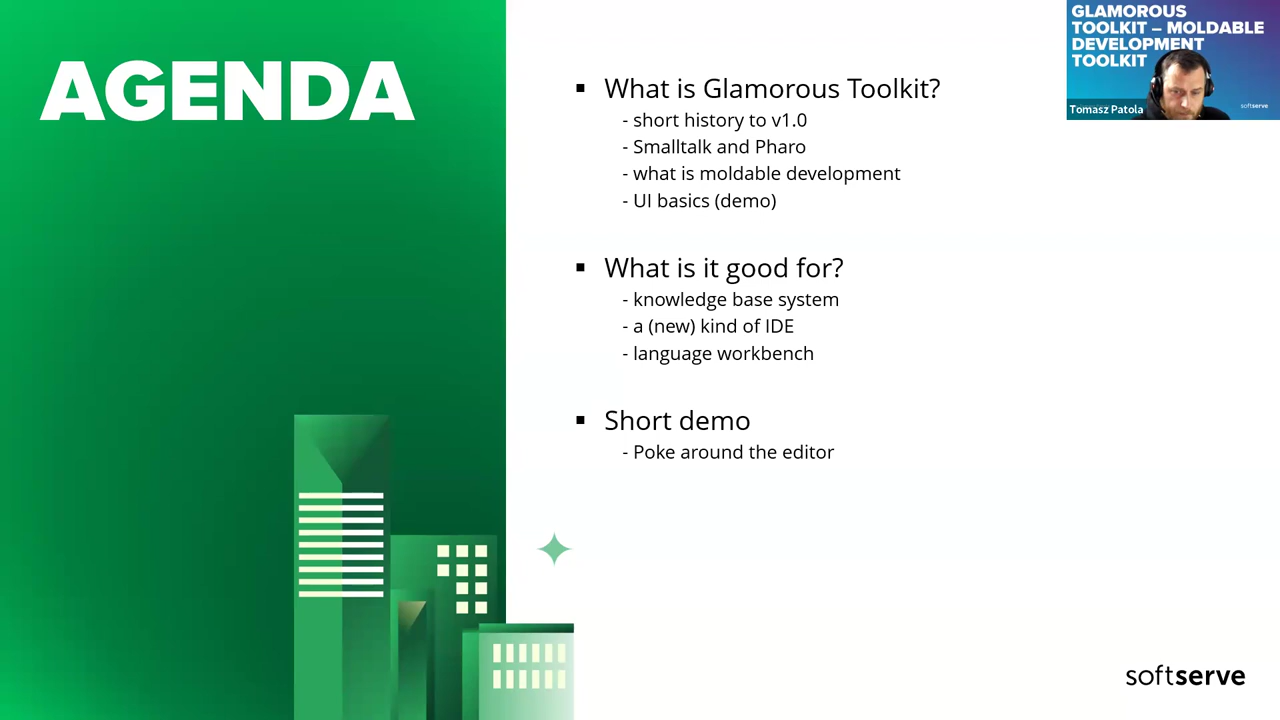 AGENDA
▪ What is Glamorous Toolkit?
- short history to v1.0
- Smalltalk and Pharo
- what is moldable development
- UI basics (demo)
▪ What is it good for?
- knowledge base system
- a (new) kind of IDE
- language workbench
▪ Short demo
- Poke around the editor
GLAMOROUS
TOOLKIT – MOLDABLE
DEVELOPMENT
TOOLKIT
Tomasz Patola
softserve
softserve